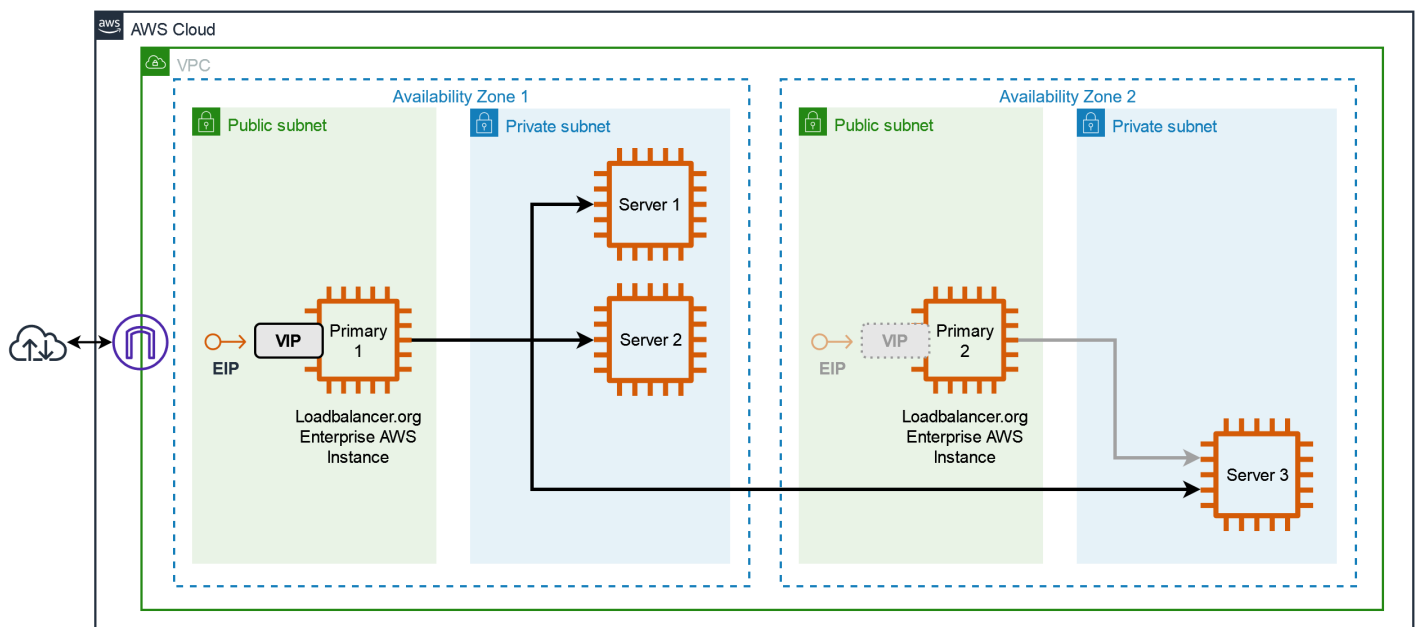 aws
AWS Cloud
VPC
Availability Zone 1
Public subnet
Private subnet
Server 1
Server 2
VIP
Primary
1
EIP
Loadbalancer.org
Enterprise AWS
Instance
Availability Zone 2
Public subnet
Private subnet
VIP
Primary
2
EIP
Loadbalancer.org
Enterprise AWS
Instance
Server 3